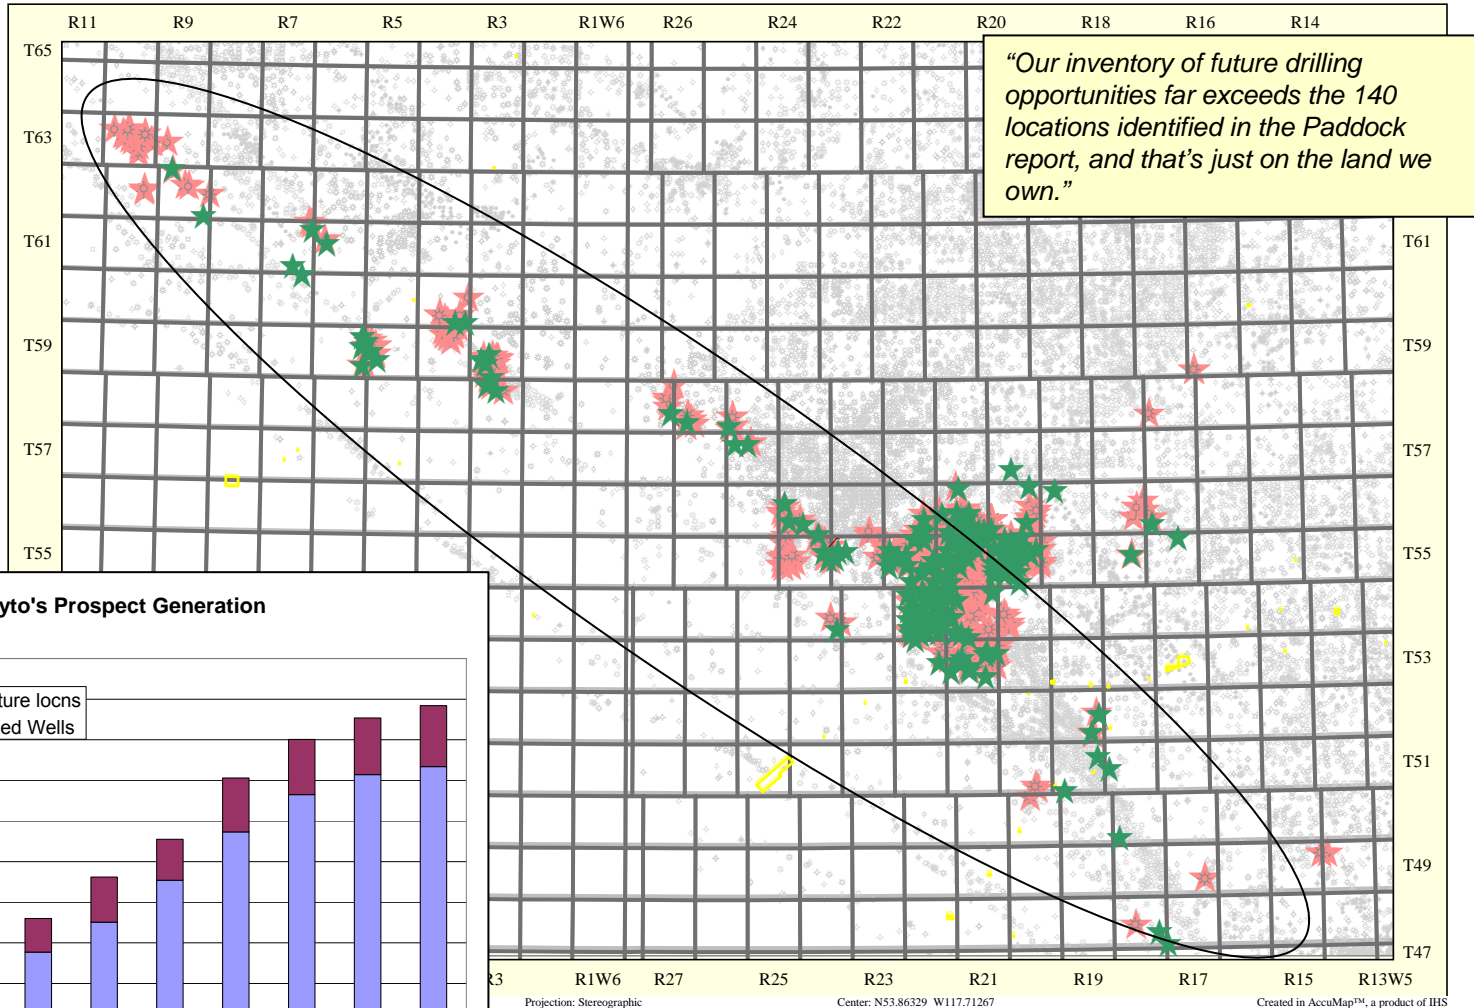 R11 R9 R7 R5 R3 R1W6 R26 R24 R22 R20 R18 R16 R14
T65
“Our inventory of future drilling
opportunities far exceeds the 140
locations identified in the Paddock
report, and that’s just on the land we
own.”
T63
T61 T61
T59 T59
T57 T57
T55 T55
yto's Prospect Generation
T53
ture locns
ed Wells
T51
T49
T47
R3 R1W6 R27 R25 R23 R21 R19 R17 R15 R13W5
Projection: Stereographic Center: N53.86329 W117.71267 Created in AccuMap™, a product of IHS